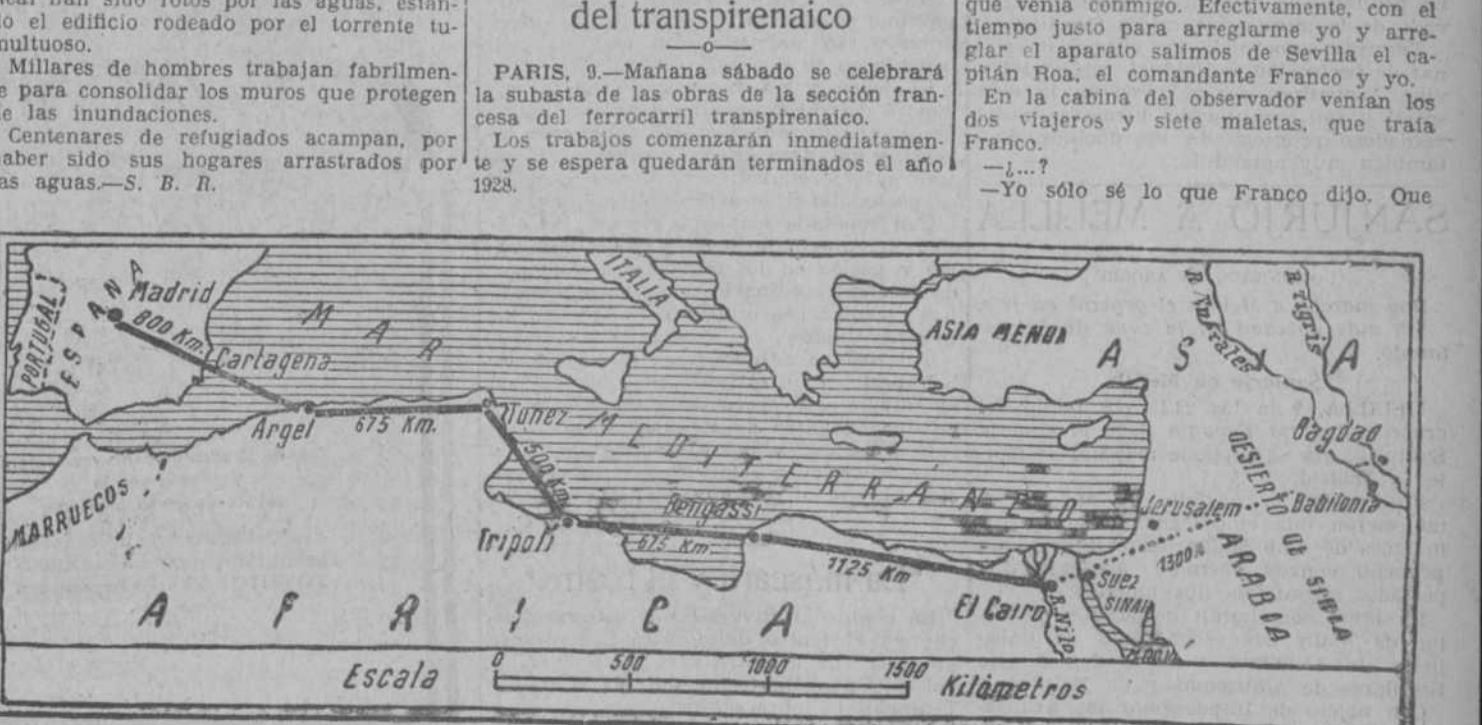 han sido rotos por las aguas, están-
do el edificio rodeado por el torrente tu-
multuoso.
Millares de hombres trabajan fabrilmen-
para consolidar los muros que protegen
de las inundaciones.
Centenares de refugiados acampan, por
haber sido sus hogares arrastrados por
las aguas.—S. B. R.
del transpirenaico
PARIS, 9.—Mañana sábado se celebrará
la subasta de las obras de la sección fran-
cesa del ferrocarril transpirenaico.
Los trabajos comenzarán inmediatamen-
te y se espera quedarán terminados el año
1928.
que venía conmigo. Efectivamente, con el
tiempo justo para arreglarme yo y arre-
glar el aparato salimos de Sevilla el ca-
pitán Roa, el comandante Franco y yo.
En la cabina del observador venían los
dos viajeros y siete maletas, que traía
Franco.
—¿...?
—Yo sólo sé lo que Franco dijo. Que
SANJURJO A MELILLA
PORTUGAL
ESPAÑA
Madrid
800 Km.
Cartagena
MAR
MEDITERRÁNEO
ITALIA
ASIA MENOR
ASIA
R. Tigris
Argel
675 Km.
Túnez
500 Km.
Trípoli
675 Km.
Bengassi
1125 Km
El Cairo
R. Nilo
Suez
SINAI
Jerusalem
1300 K
Bagdad
Babilonia
DESIERTO DE SIRIA
ARABIA
MARRUECOS
AFRICA
Escala
0 500 1000 1500
Kilómetros